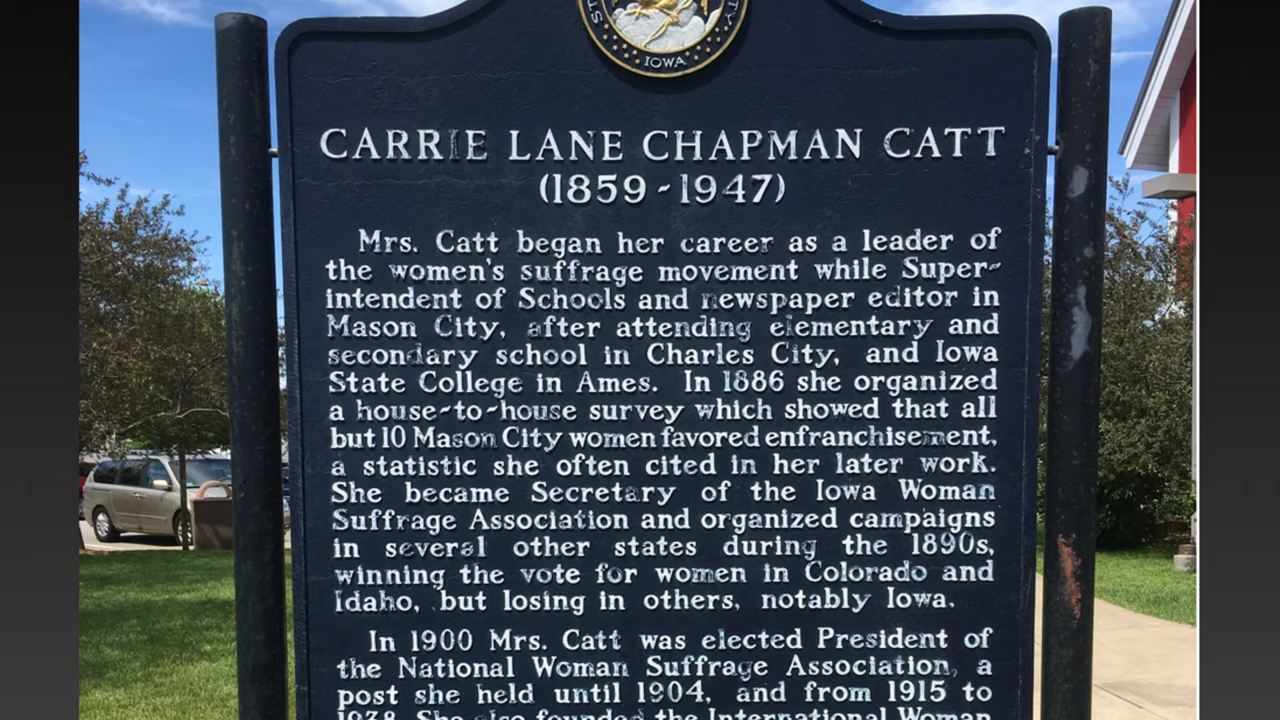 IOWA
CARRIE LANE CHAPMAN CATT
(1859-1947)
Mrs. Catt began her career as a leader of
the women's suffrage movement while Super-
intendent of Schools and newspaper editor in
Mason City, after attending elementary and
secondary school in Charles City, and Iowa
State College in Ames. In 1886 she organized
a house-to-house survey which showed that all
but 10 Mason City women favored enfranchisement,
a statistic she often cited in her later work.
She became Secretary of the Iowa Woman
Suffrage Association and organized campaigns
in several other states during the 1890s,
winning the vote for women in Colorado and
Idaho, but losing in others, notably Iowa.
In 1900 Mrs. Catt was elected President of
the National Woman Suffrage Association, a
post she held until 1904, and from 1915 to
She also founded the International Woman